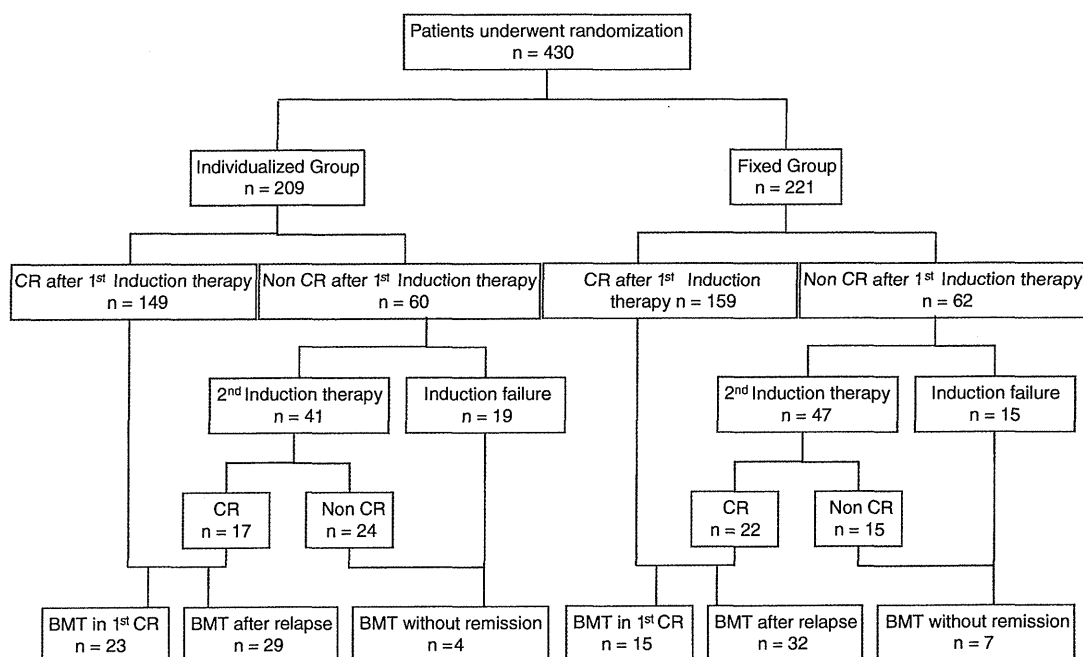 Patients underwent randomization
n = 430
Individualized Group
n = 209
Fixed Group
n = 221
CR after 1st Induction therapy
n = 149
Non CR after 1st Induction therapy
n = 60
CR after 1st Induction
therapy n = 159
Non CR after 1st Induction therapy
n = 62
2nd Induction therapy
n = 41
Induction failure
n = 19
2nd Induction therapy
n = 47
Induction failure
n = 15
CR
n = 17
Non CR
n = 24
CR
n = 22
Non CR
n = 15
BMT in 1st CR
n = 23
BMT after relapse
n = 29
BMT without remission
n =4
BMT in 1st CR
n = 15
BMT after relapse
n = 32
BMT without remission
n = 7